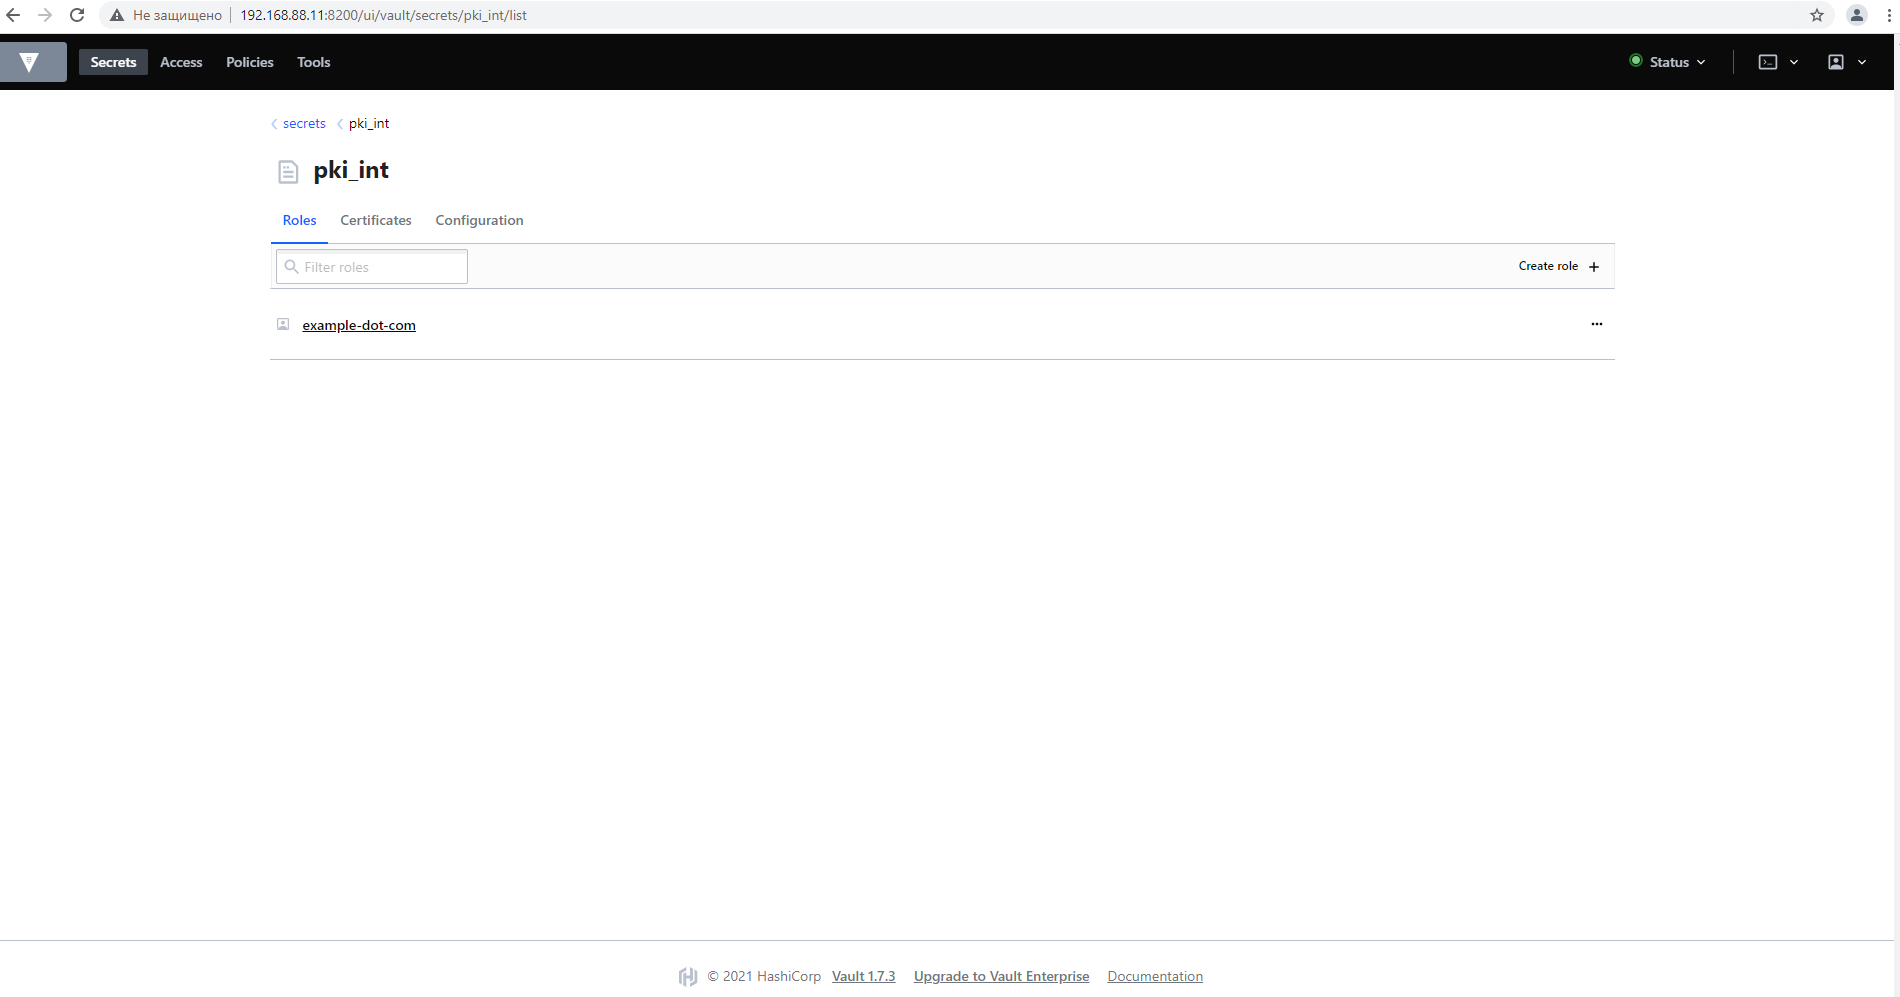 Не защищено 192.168.88.11:8200/ui/vault/secrets/pki_int/list
Secrets Access Policies Tools Status
secrets pki_int
pki_int
Roles Certificates Configuration
Filter roles Create role +
example-dot-com
© 2021 HashiCorp Vault 1.7.3 Upgrade to Vault Enterprise Documentation